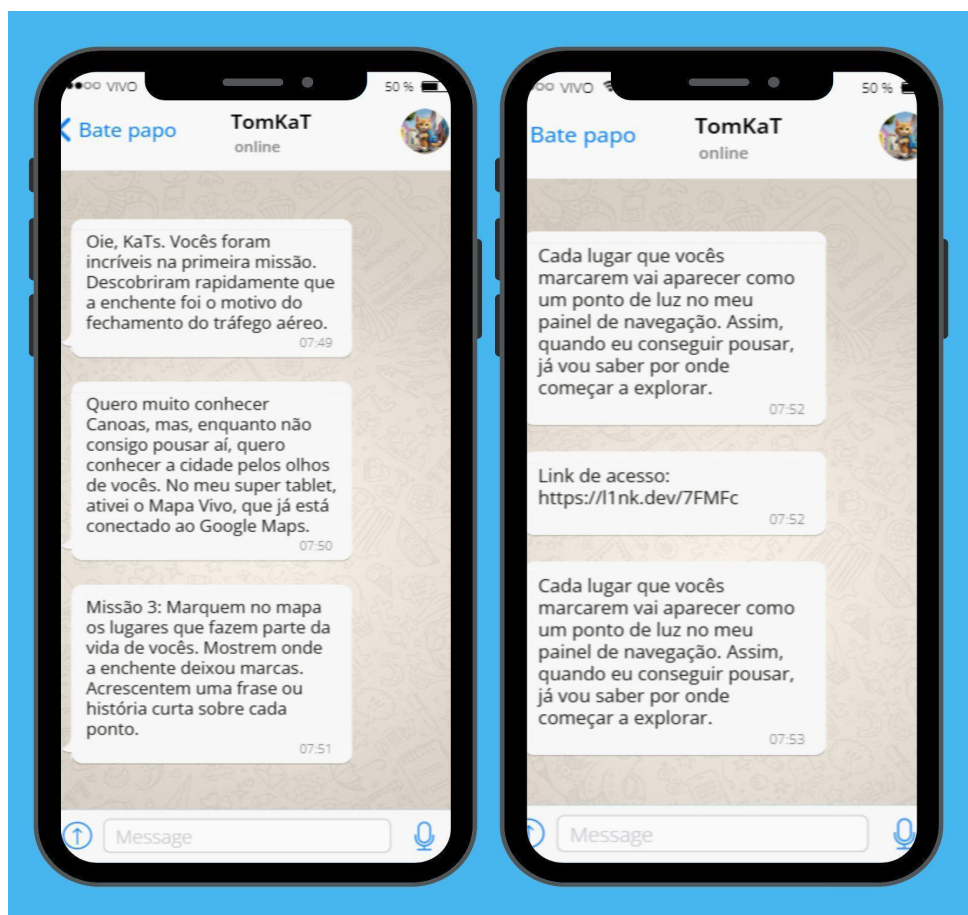 VIVO
50 %
Bate papo
TomKaT
online
Oie, KaTs. Vocês foram
incríveis na primeira missão.
Descobriram rapidamente que
a enchente foi o motivo do
fechamento do tráfego aéreo.
07:49
Quero muito conhecer
Canoas, mas, enquanto não
consigo pousar aí, quero
conhecer a cidade pelos olhos
de vocês. No meu super tablet,
ativei o Mapa Vivo, que já está
conectado ao Google Maps.
07:50
Missão 3: Marquem no mapa
os lugares que fazem parte da
vida de vocês. Mostrem onde
a enchente deixou marcas.
Acrescentem uma frase ou
história curta sobre cada
ponto.
07:51
Message
VIVO
50 %
Bate papo
TomKaT
online
Cada lugar que vocês
marcarem vai aparecer como
um ponto de luz no meu
painel de navegação. Assim,
quando eu conseguir pousar,
já vou saber por onde
começar a explorar.
07:52
Link de acesso:
https://l1nk.dev/7FMFc
07:52
Cada lugar que vocês
marcarem vai aparecer como
um ponto de luz no meu
painel de navegação. Assim,
quando eu conseguir pousar,
já vou saber por onde
começar a explorar.
07:53
Message